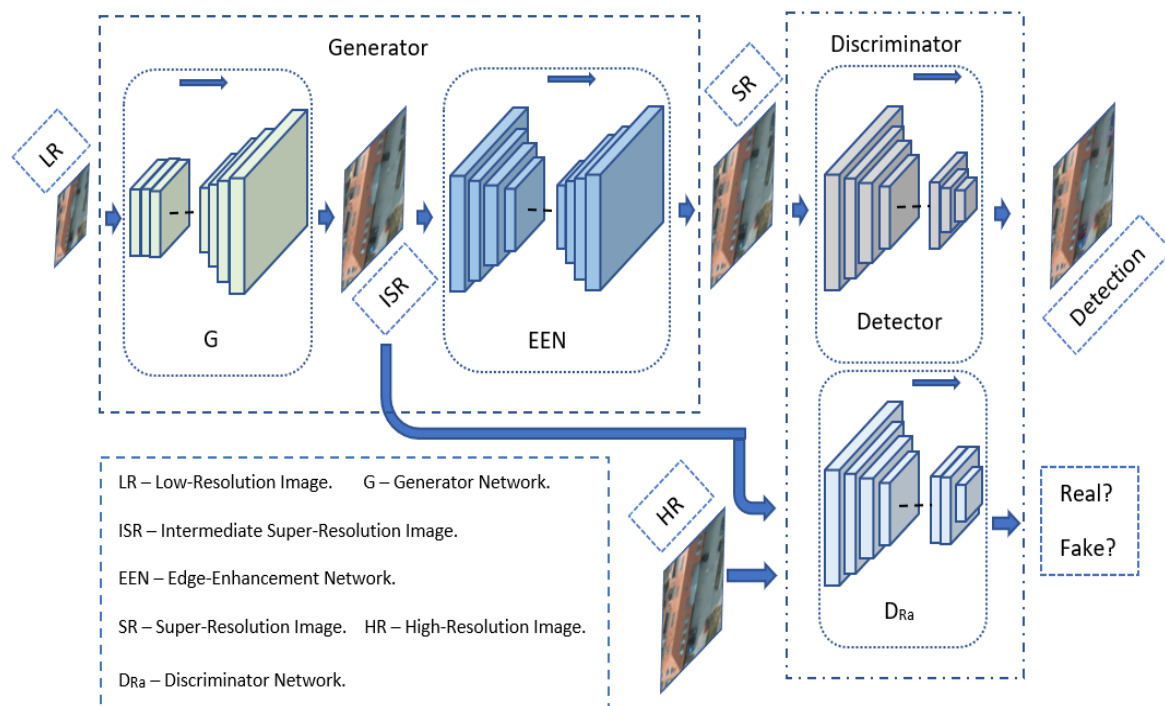 Generator
Discriminator
LR
ISR
SR
G
EEN
Detector
Detection
HR
DRa
Real?
Fake?
LR – Low-Resolution Image. G – Generator Network.
ISR – Intermediate Super-Resolution Image.
EEN – Edge-Enhancement Network.
SR – Super-Resolution Image. HR – High-Resolution Image.
DRa – Discriminator Network.